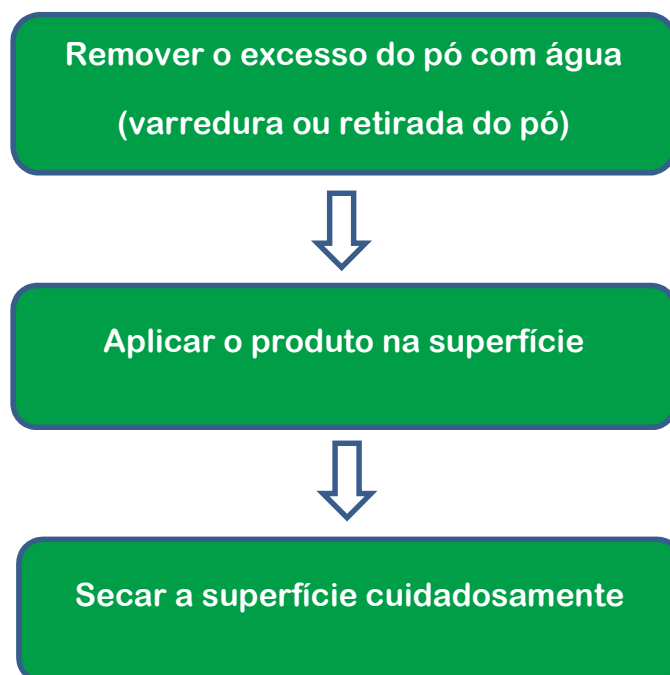 Remover o excesso do pó com água
(varredura ou retirada do pó)
Aplicar o produto na superfície
Secar a superfície cuidadosamente